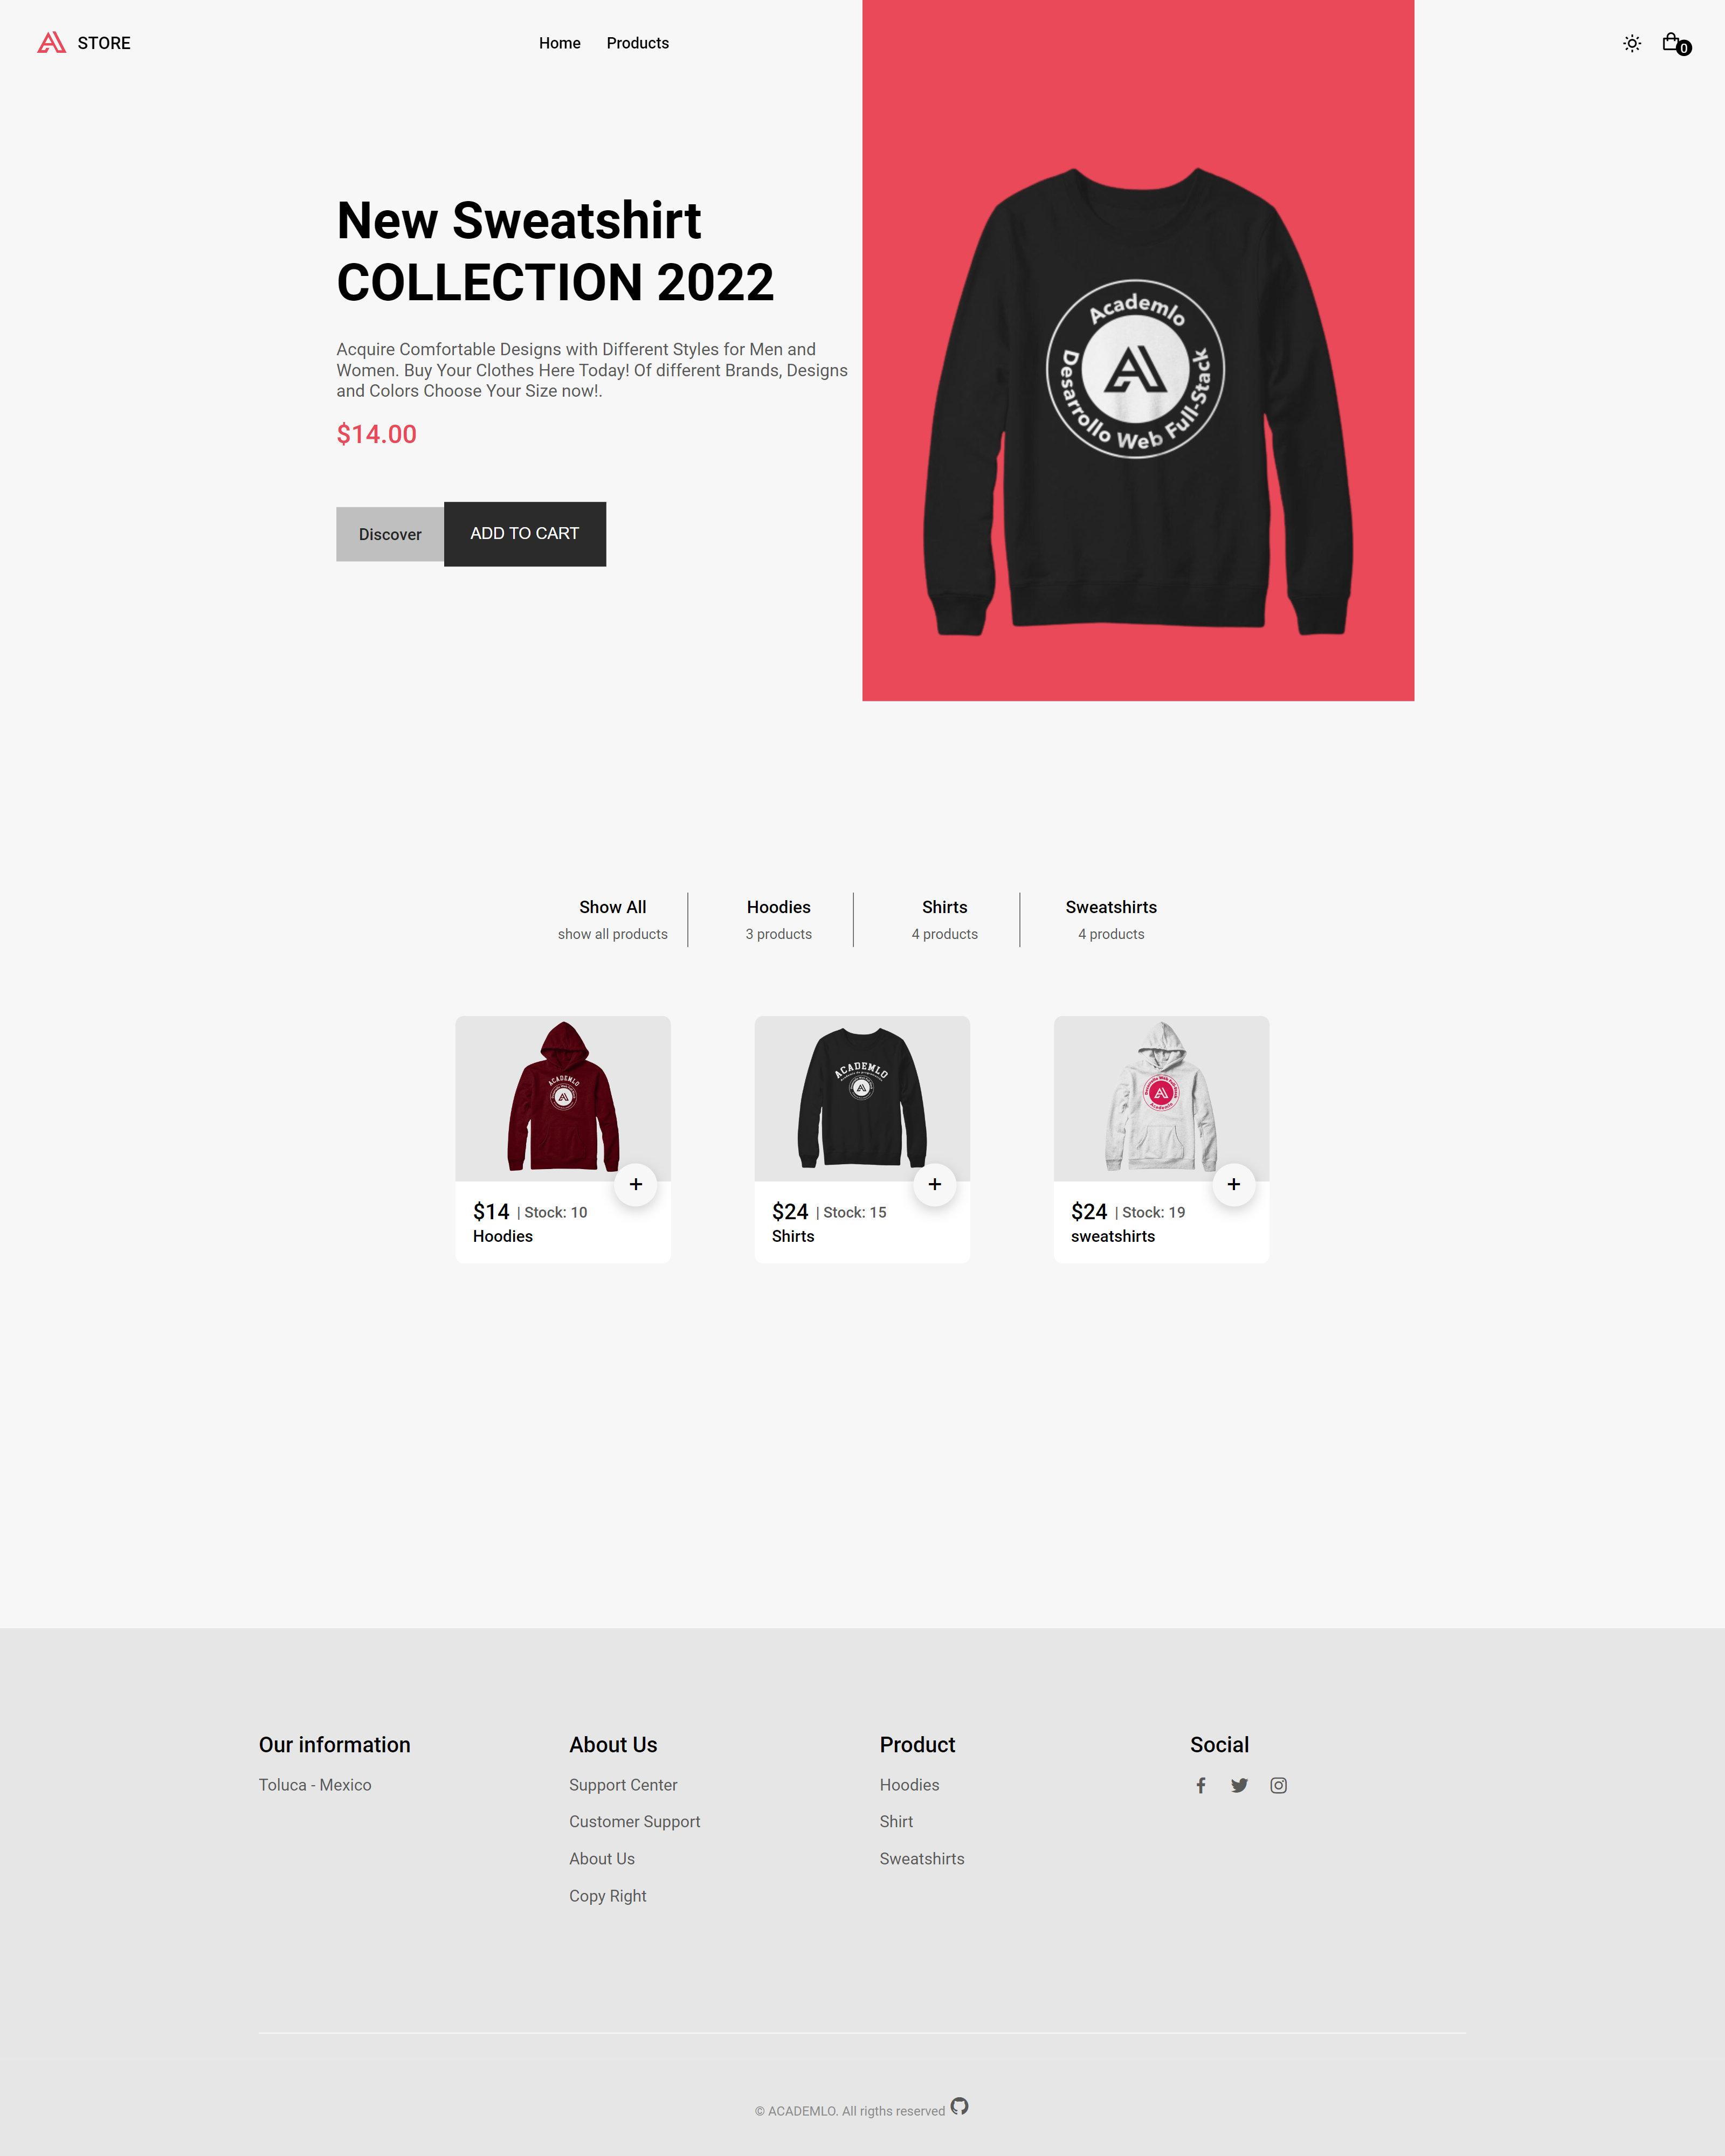 STORE
Home
Products
0
New Sweatshirt
COLLECTION 2022
Acquire Comfortable Designs with Different Styles for Men and
Women. Buy Your Clothes Here Today! Of different Brands, Designs
and Colors Choose Your Size now!.
$14.00
Discover
ADD TO CART
Academlo
Desarrollo Web Full-Stack
Show All
show all products
Hoodies
3 products
Shirts
4 products
Sweatshirts
4 products
ACADEMLO
ACADEMLO
Academlo
+
+
+
$14 | Stock: 10
Hoodies
$24 | Stock: 15
Shirts
$24 | Stock: 19
sweatshirts
Our information
Toluca - Mexico
About Us
Support Center
Customer Support
About Us
Copy Right
Product
Hoodies
Shirt
Sweatshirts
Social
© ACADEMLO. All rigths reserved